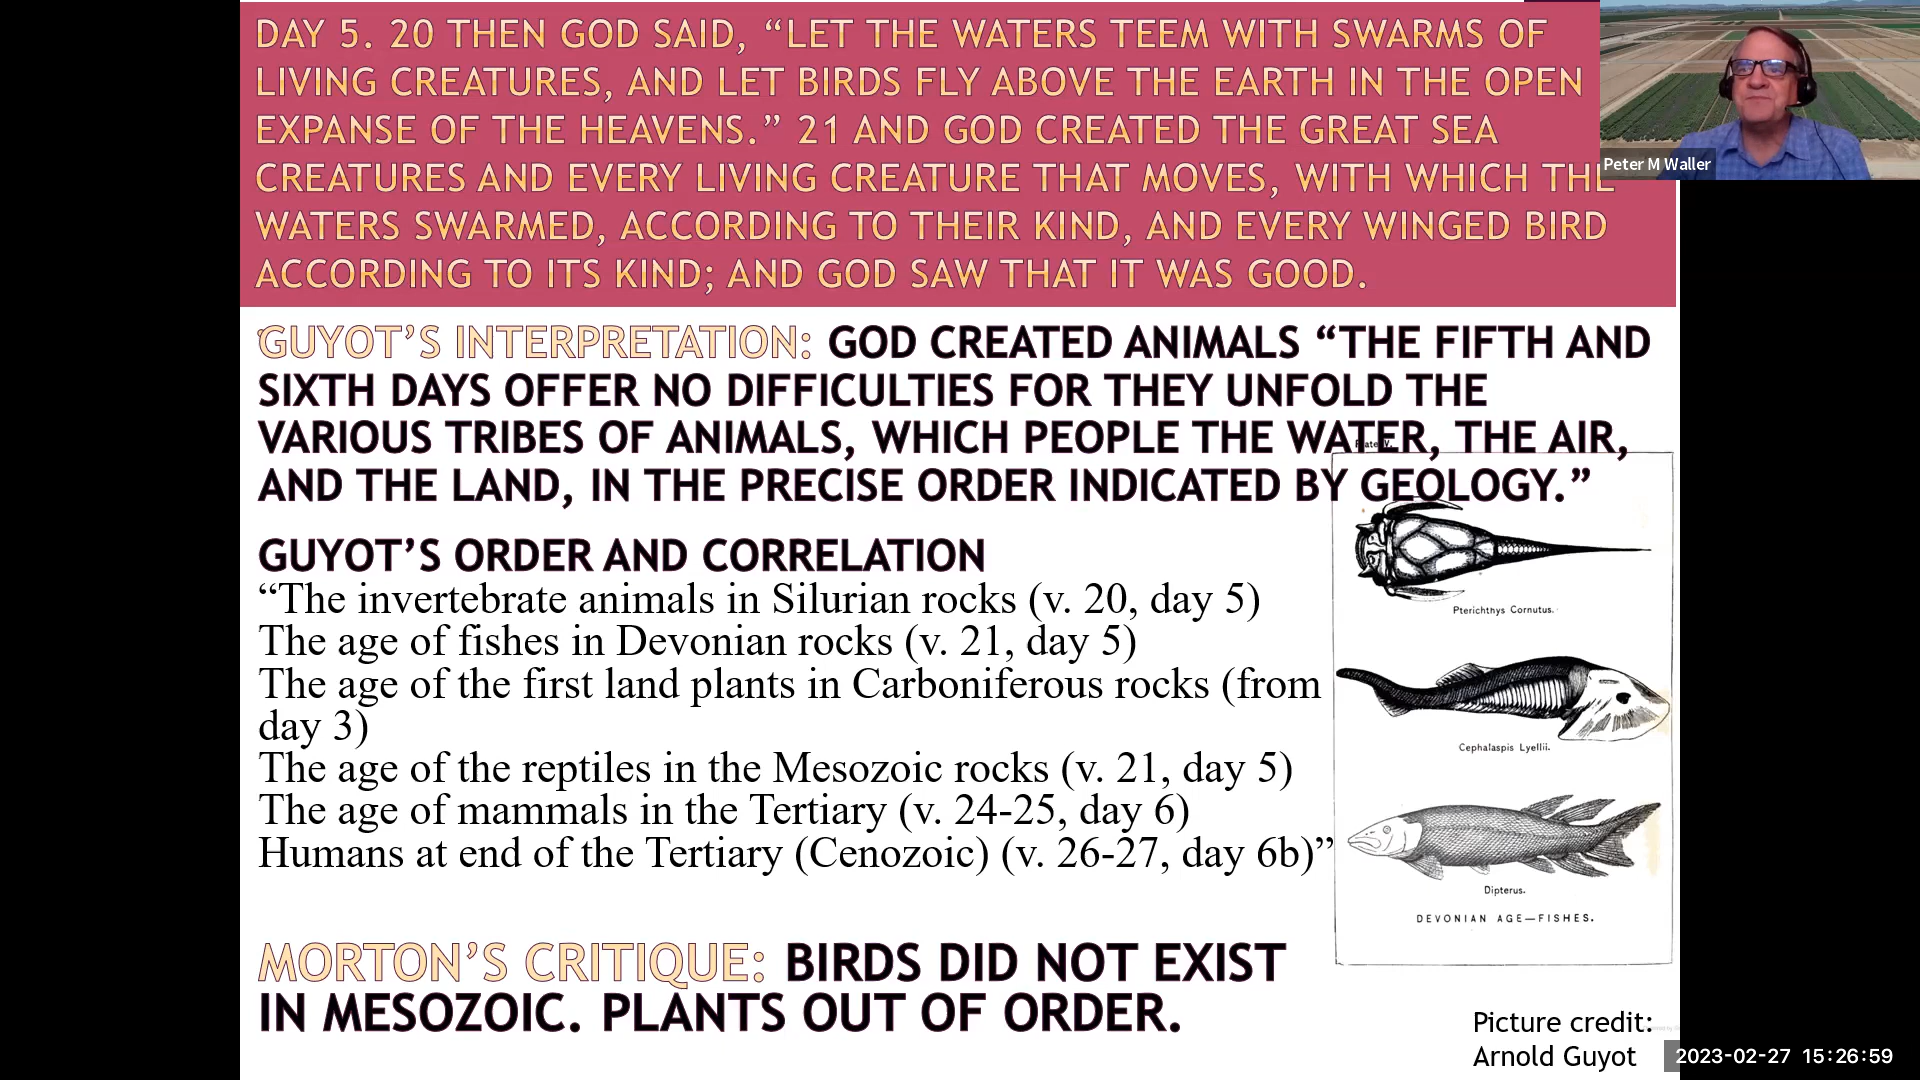 DAY 5. 20 THEN GOD SAID, “LET THE WATERS TEEM WITH SWARMS OF
LIVING CREATURES, AND LET BIRDS FLY ABOVE THE EARTH IN THE OPEN
EXPANSE OF THE HEAVENS.” 21 AND GOD CREATED THE GREAT SEA
CREATURES AND EVERY LIVING CREATURE THAT MOVES, WITH WHICH THE
WATERS SWARMED, ACCORDING TO THEIR KIND, AND EVERY WINGED BIRD
ACCORDING TO ITS KIND; AND GOD SAW THAT IT WAS GOOD.
Peter M Waller
GUYOT’S INTERPRETATION: GOD CREATED ANIMALS “THE FIFTH AND
SIXTH DAYS OFFER NO DIFFICULTIES FOR THEY UNFOLD THE
VARIOUS TRIBES OF ANIMALS, WHICH PEOPLE THE WATER, THE AIR,
AND THE LAND, IN THE PRECISE ORDER INDICATED BY GEOLOGY.”
GUYOT’S ORDER AND CORRELATION
“The invertebrate animals in Silurian rocks (v. 20, day 5)
The age of fishes in Devonian rocks (v. 21, day 5)
The age of the first land plants in Carboniferous rocks (from
day 3)
The age of the reptiles in the Mesozoic rocks (v. 21, day 5)
The age of mammals in the Tertiary (v. 24-25, day 6)
Humans at end of the Tertiary (Cenozoic) (v. 26-27, day 6b)”
Pterichthys Cornutus.
Cephalaspis Lyellii.
Dipterus.
DEVONIAN AGE—FISHES.
MORTON’S CRITIQUE: BIRDS DID NOT EXIST
IN MESOZOIC. PLANTS OUT OF ORDER.
Picture credit:
Arnold Guyot
2023-02-27 15:26:59